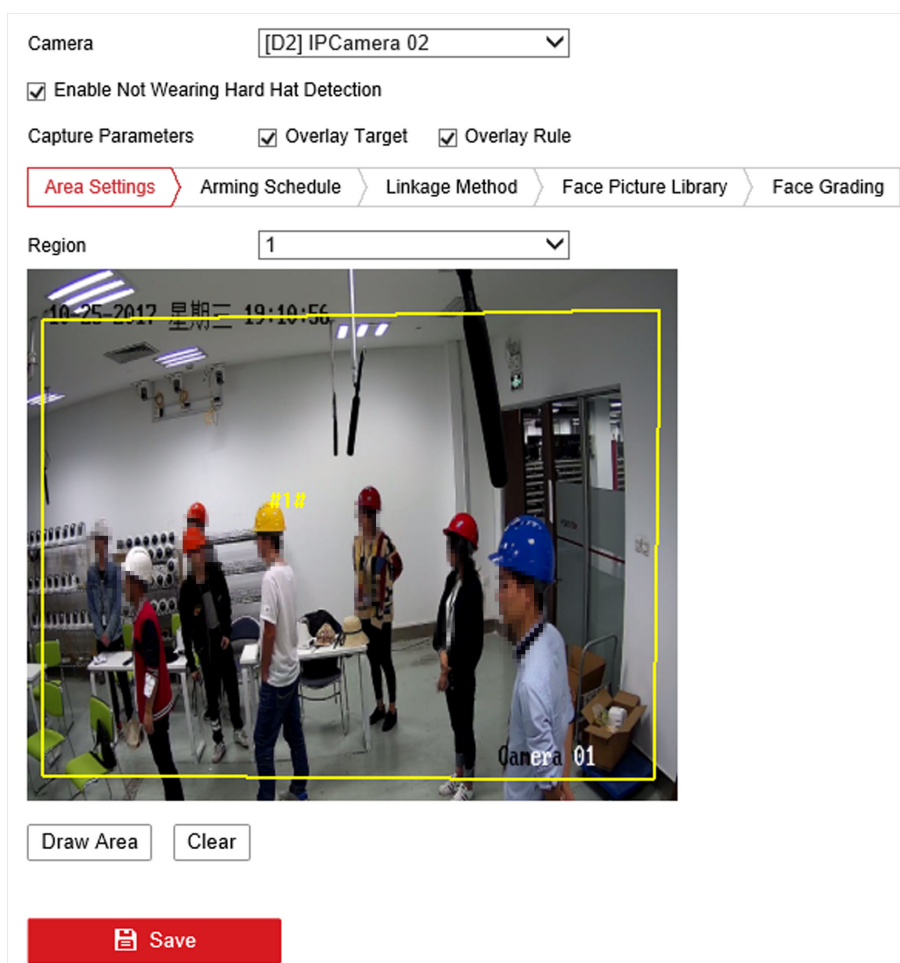 Camera [D2] IPCamera 02
Enable Not Wearing Hard Hat Detection
Capture Parameters Overlay Target Overlay Rule
Area Settings Arming Schedule Linkage Method Face Picture Library Face Grading
Region 1
10-25-2017 星期三 19:10:56
#1#
Camera 01
Draw Area Clear
Save